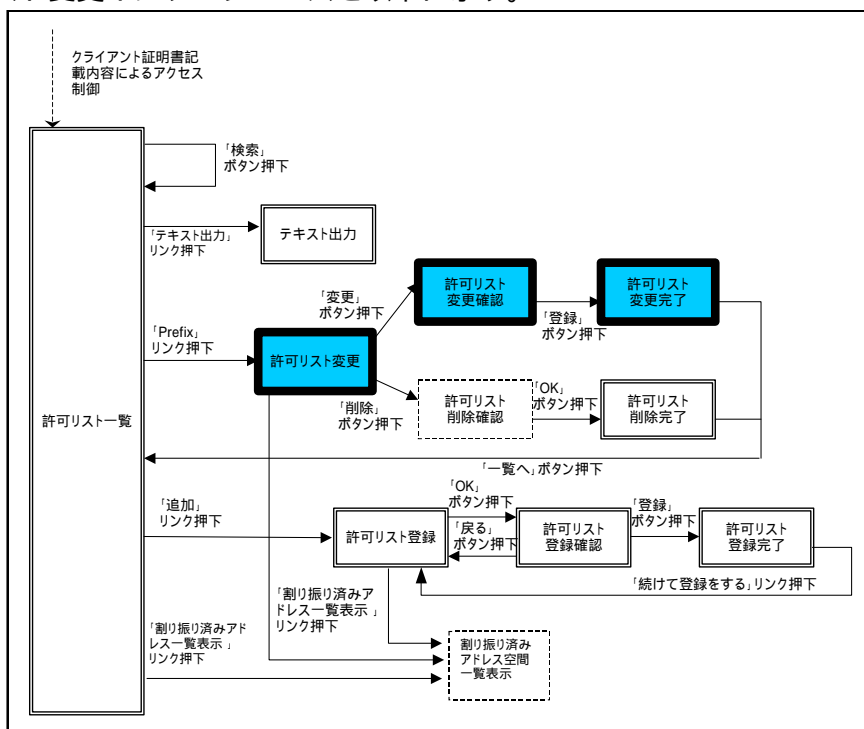 クライアント証明書記
載内容によるアクセス
制御
「検索」
ボタン押下
「テキスト出力」
リンク押下
テキスト出力
「変更」
ボタン押下
許可リスト
変更確認
「登録」
ボタン押下
許可リスト
変更完了
「Prefix」
リンク押下
許可リスト変更
「削除」
ボタン押下
許可リスト
削除確認
「OK」
ボタン押下
許可リスト
削除完了
許可リスト一覧
「一覧へ」ボタン押下
「追加」
リンク押下
許可リスト登録
「OK」
ボタン押下
「戻る」
ボタン押下
許可リスト
登録確認
「登録」
ボタン押下
許可リスト
登録完了
「続けて登録をする」リンク押下
「割り振り済みア
ドレス一覧表示」
リンク押下
「割り振り済みアド
レス一覧表示」
リンク押下
割り振り済み
アドレス空間
一覧表示